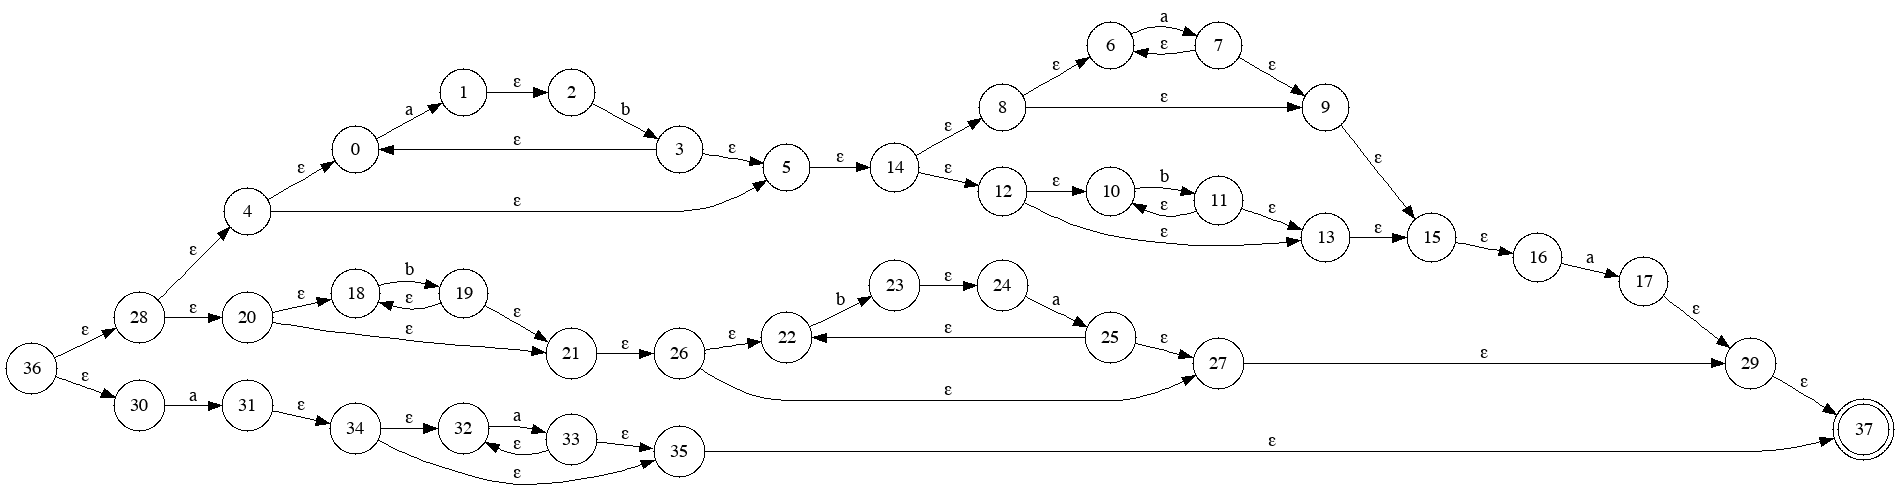 a
6
ε
7
ε
ε
1
ε
2
a
b
8
ε
9
0
ε
3
ε
ε
ε
5
ε
14
ε
ε
ε
12
ε
10
b
11
ε
4
ε
ε
ε
13
ε
15
ε
16
a
17
ε
18
b
19
ε
b
23
ε
24
a
ε
28
ε
20
ε
ε
ε
22
ε
25
ε
ε
21
ε
26
ε
27
ε
29
36
ε
ε
30
a
31
ε
34
ε
32
a
33
ε
ε
ε
35
ε
ε
37